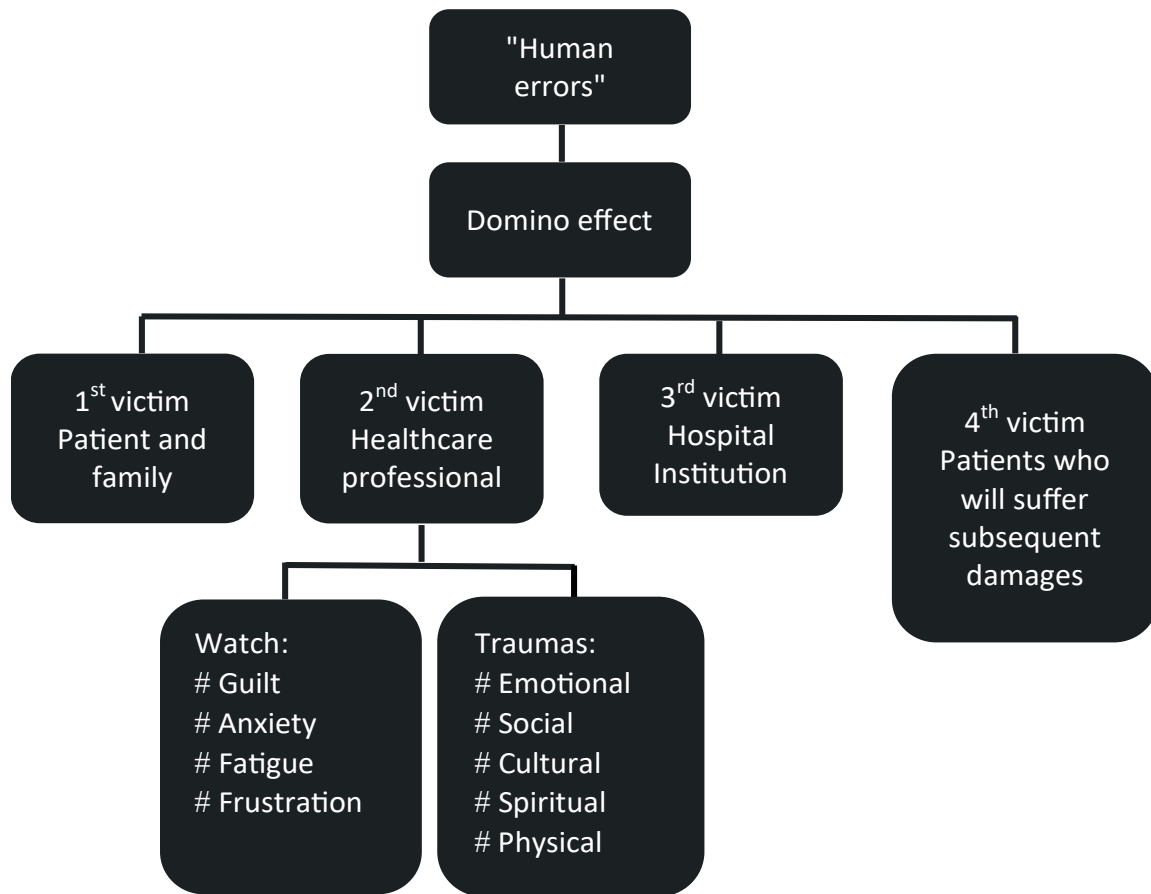 "Human
errors"
Domino effect
1st victim
Patient and
family
2nd victim
Healthcare
professional
3rd victim
Hospital
Institution
4th victim
Patients who
will suffer
subsequent
damages
Watch:
# Guilt
# Anxiety
# Fatigue
# Frustration
Traumas:
# Emotional
# Social
# Cultural
# Spiritual
# Physical